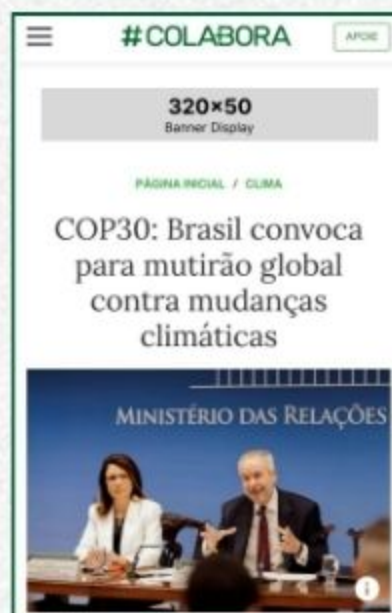 #COLABORA
APOIE
320×50
Banner Display
PÁGINA INICIAL / CLIMA
COP30: Brasil convoca
para mutirão global
contra mudanças
climáticas
MINISTÉRIO DAS RELAÇÕES